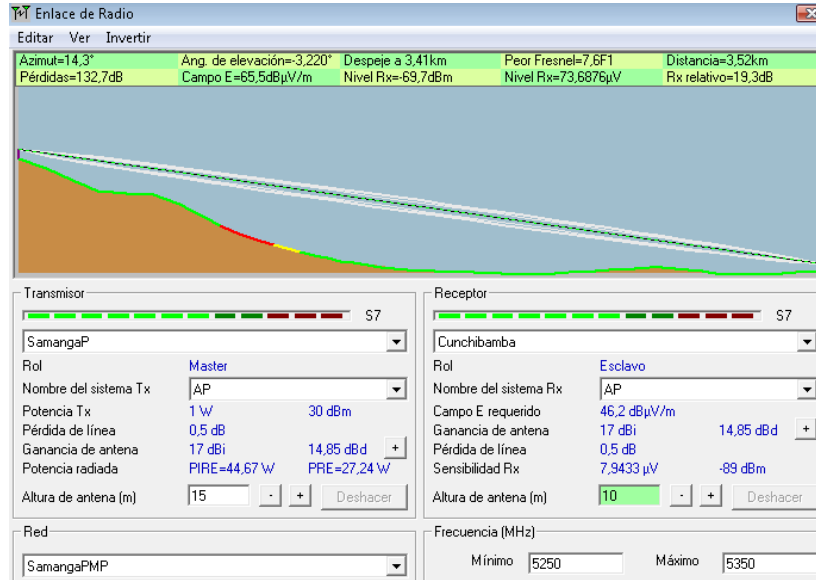 Enlace de Radio
Editar Ver Invertir
Azimut=14,3° Ang. de elevación=-3,220° Despeje a 3,41km Peor Fresnel=7,6F1 Distancia=3,52km
Pérdidas=132,7dB Campo E=65,5dBµV/m Nivel Rx=-69,7dBm Nivel Rx=73,6876µV Rx relativo=19,3dB
Transmisor Receptor
S7 S7
SamangaP Cunchibamba
Rol Master Rol Esclavo
Nombre del sistema Tx AP Nombre del sistema Rx AP
Potencia Tx 1 W 30 dBm Campo E requerido 46,2 dBµV/m
Pérdida de línea 0,5 dB Ganancia de antena 17 dBi 14,85 dBd +
Ganancia de antena 17 dBi 14,85 dBd + Pérdida de línea 0,5 dB
Potencia radiada PIRE=44,67 W PRE=27,24 W Sensibilidad Rx 7,9433 µV -89 dBm
Altura de antena (m) 15 - + Deshacer Altura de antena (m) 10 - + Deshacer
Red Frecuencia (MHz)
SamangaPMP Mínimo 5250 Máximo 5350